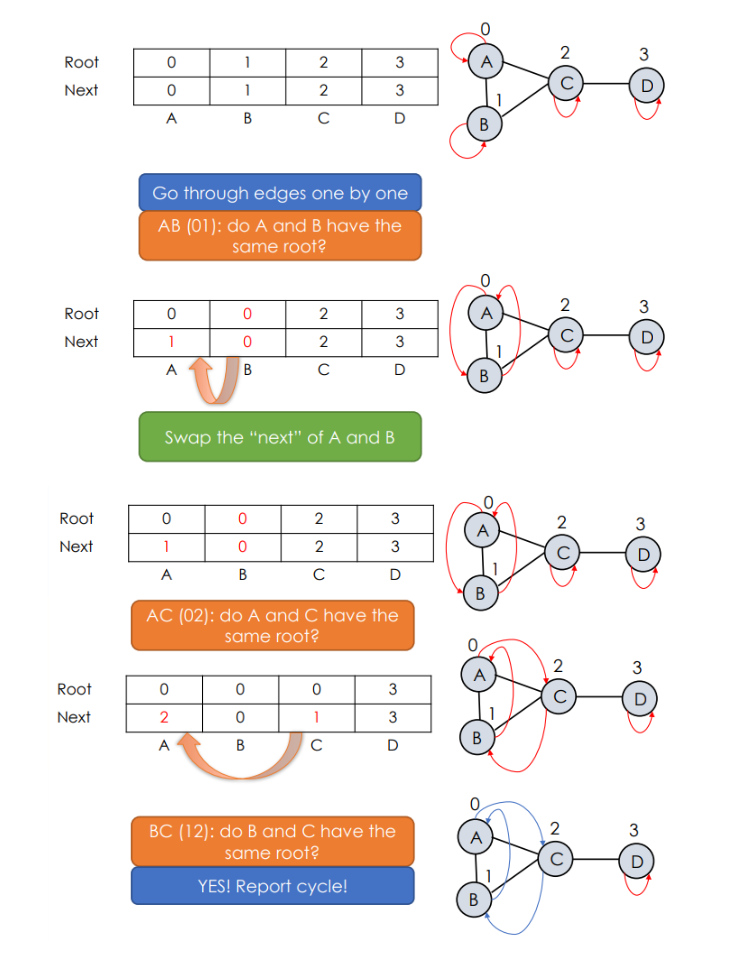 0
Root 0 1 2 3 A 2 3
Next 0 1 2 3 C D
A B C D 1
B
Go through edges one by one
AB (01): do A and B have the
same root?
0
Root 0 0 2 3 A 2 3
Next 1 0 2 3 C D
A B C D 1
B
Swap the “next” of A and B
0
Root 0 0 2 3 A 2 3
Next 1 0 2 3 C D
A B C D 1
B
AC (02): do A and C have the
same root?
0
Root 0 0 0 3 A 2 3
Next 2 0 1 3 C D
A B C D 1
B
0
BC (12): do B and C have the A 2 3
same root? C D
YES! Report cycle! 1
B